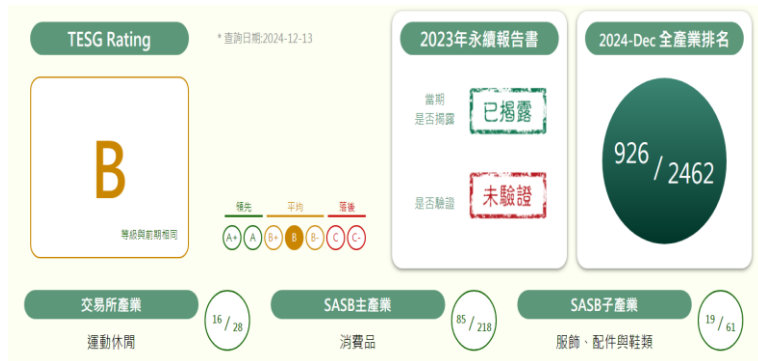 TESG Rating
* 查詢日期:2024-12-13
B
等級與前期相同
領先 平均 落後
A+ A B+ B B- C C-
2023年永續報告書
當期
是否揭露
已揭露
是否驗證
未驗證
2024-Dec 全產業排名
926 / 2462
交易所產業
16 / 28
運動休閒
SASB主產業
85 / 218
消費品
SASB子產業
19 / 61
服飾、配件與鞋類